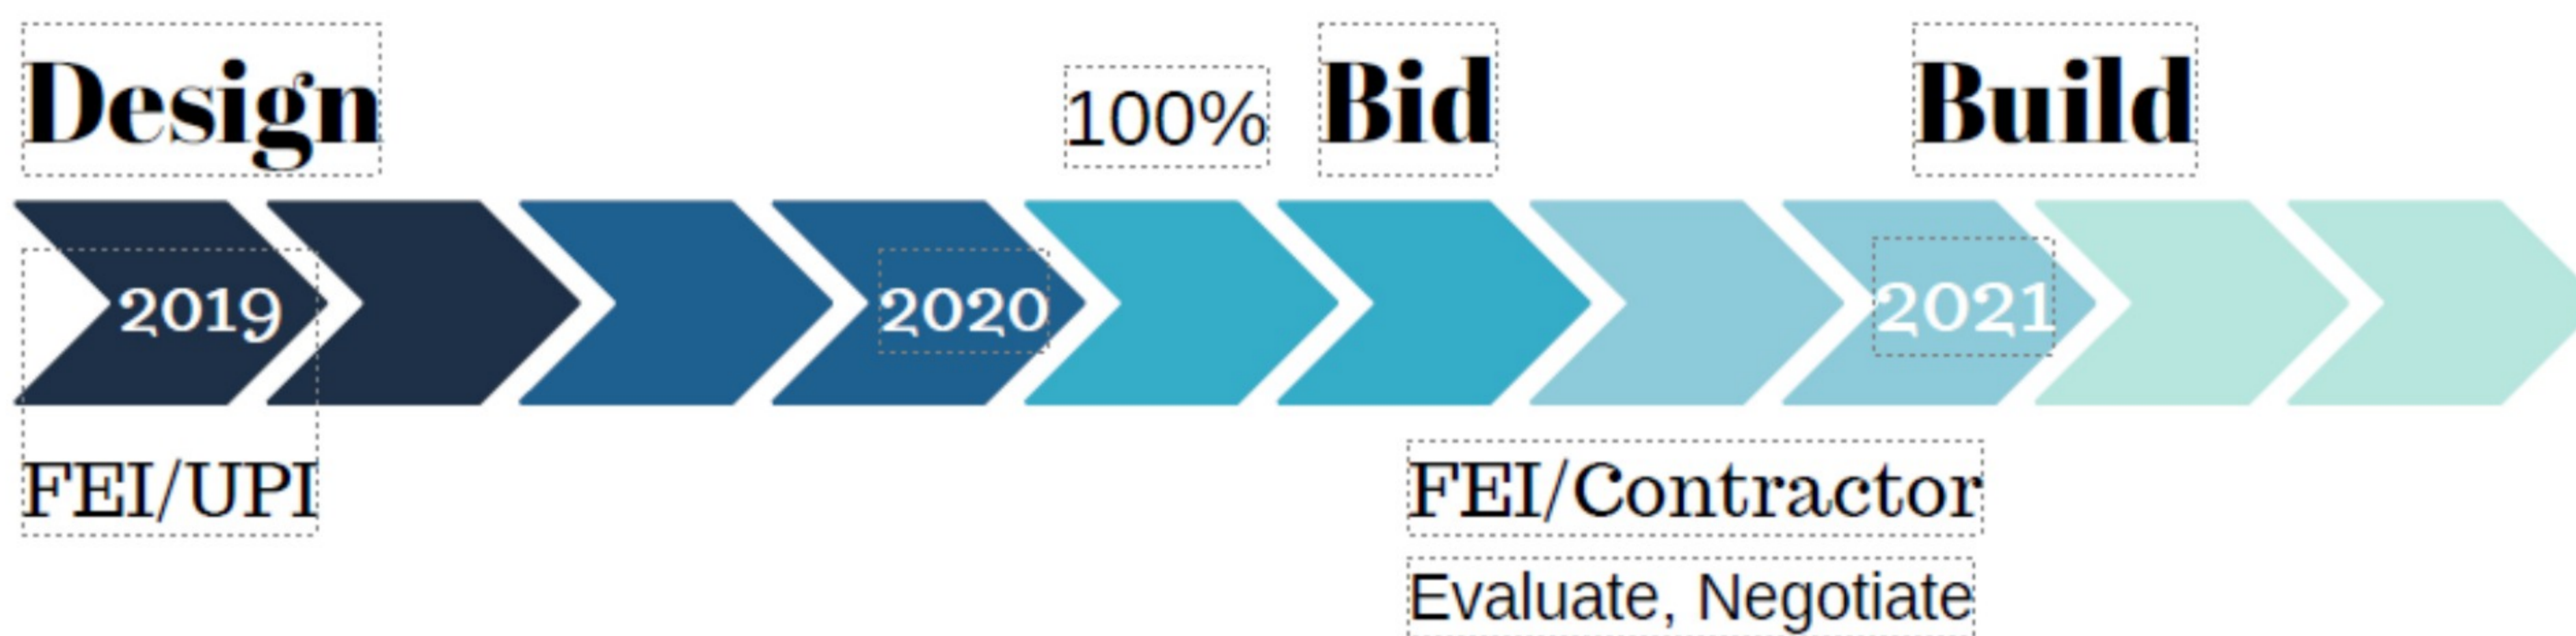 Design
100%
Bid
Build
2019
2020
2021
FEI/UPI
FEI/Contractor
Evaluate, Negotiate